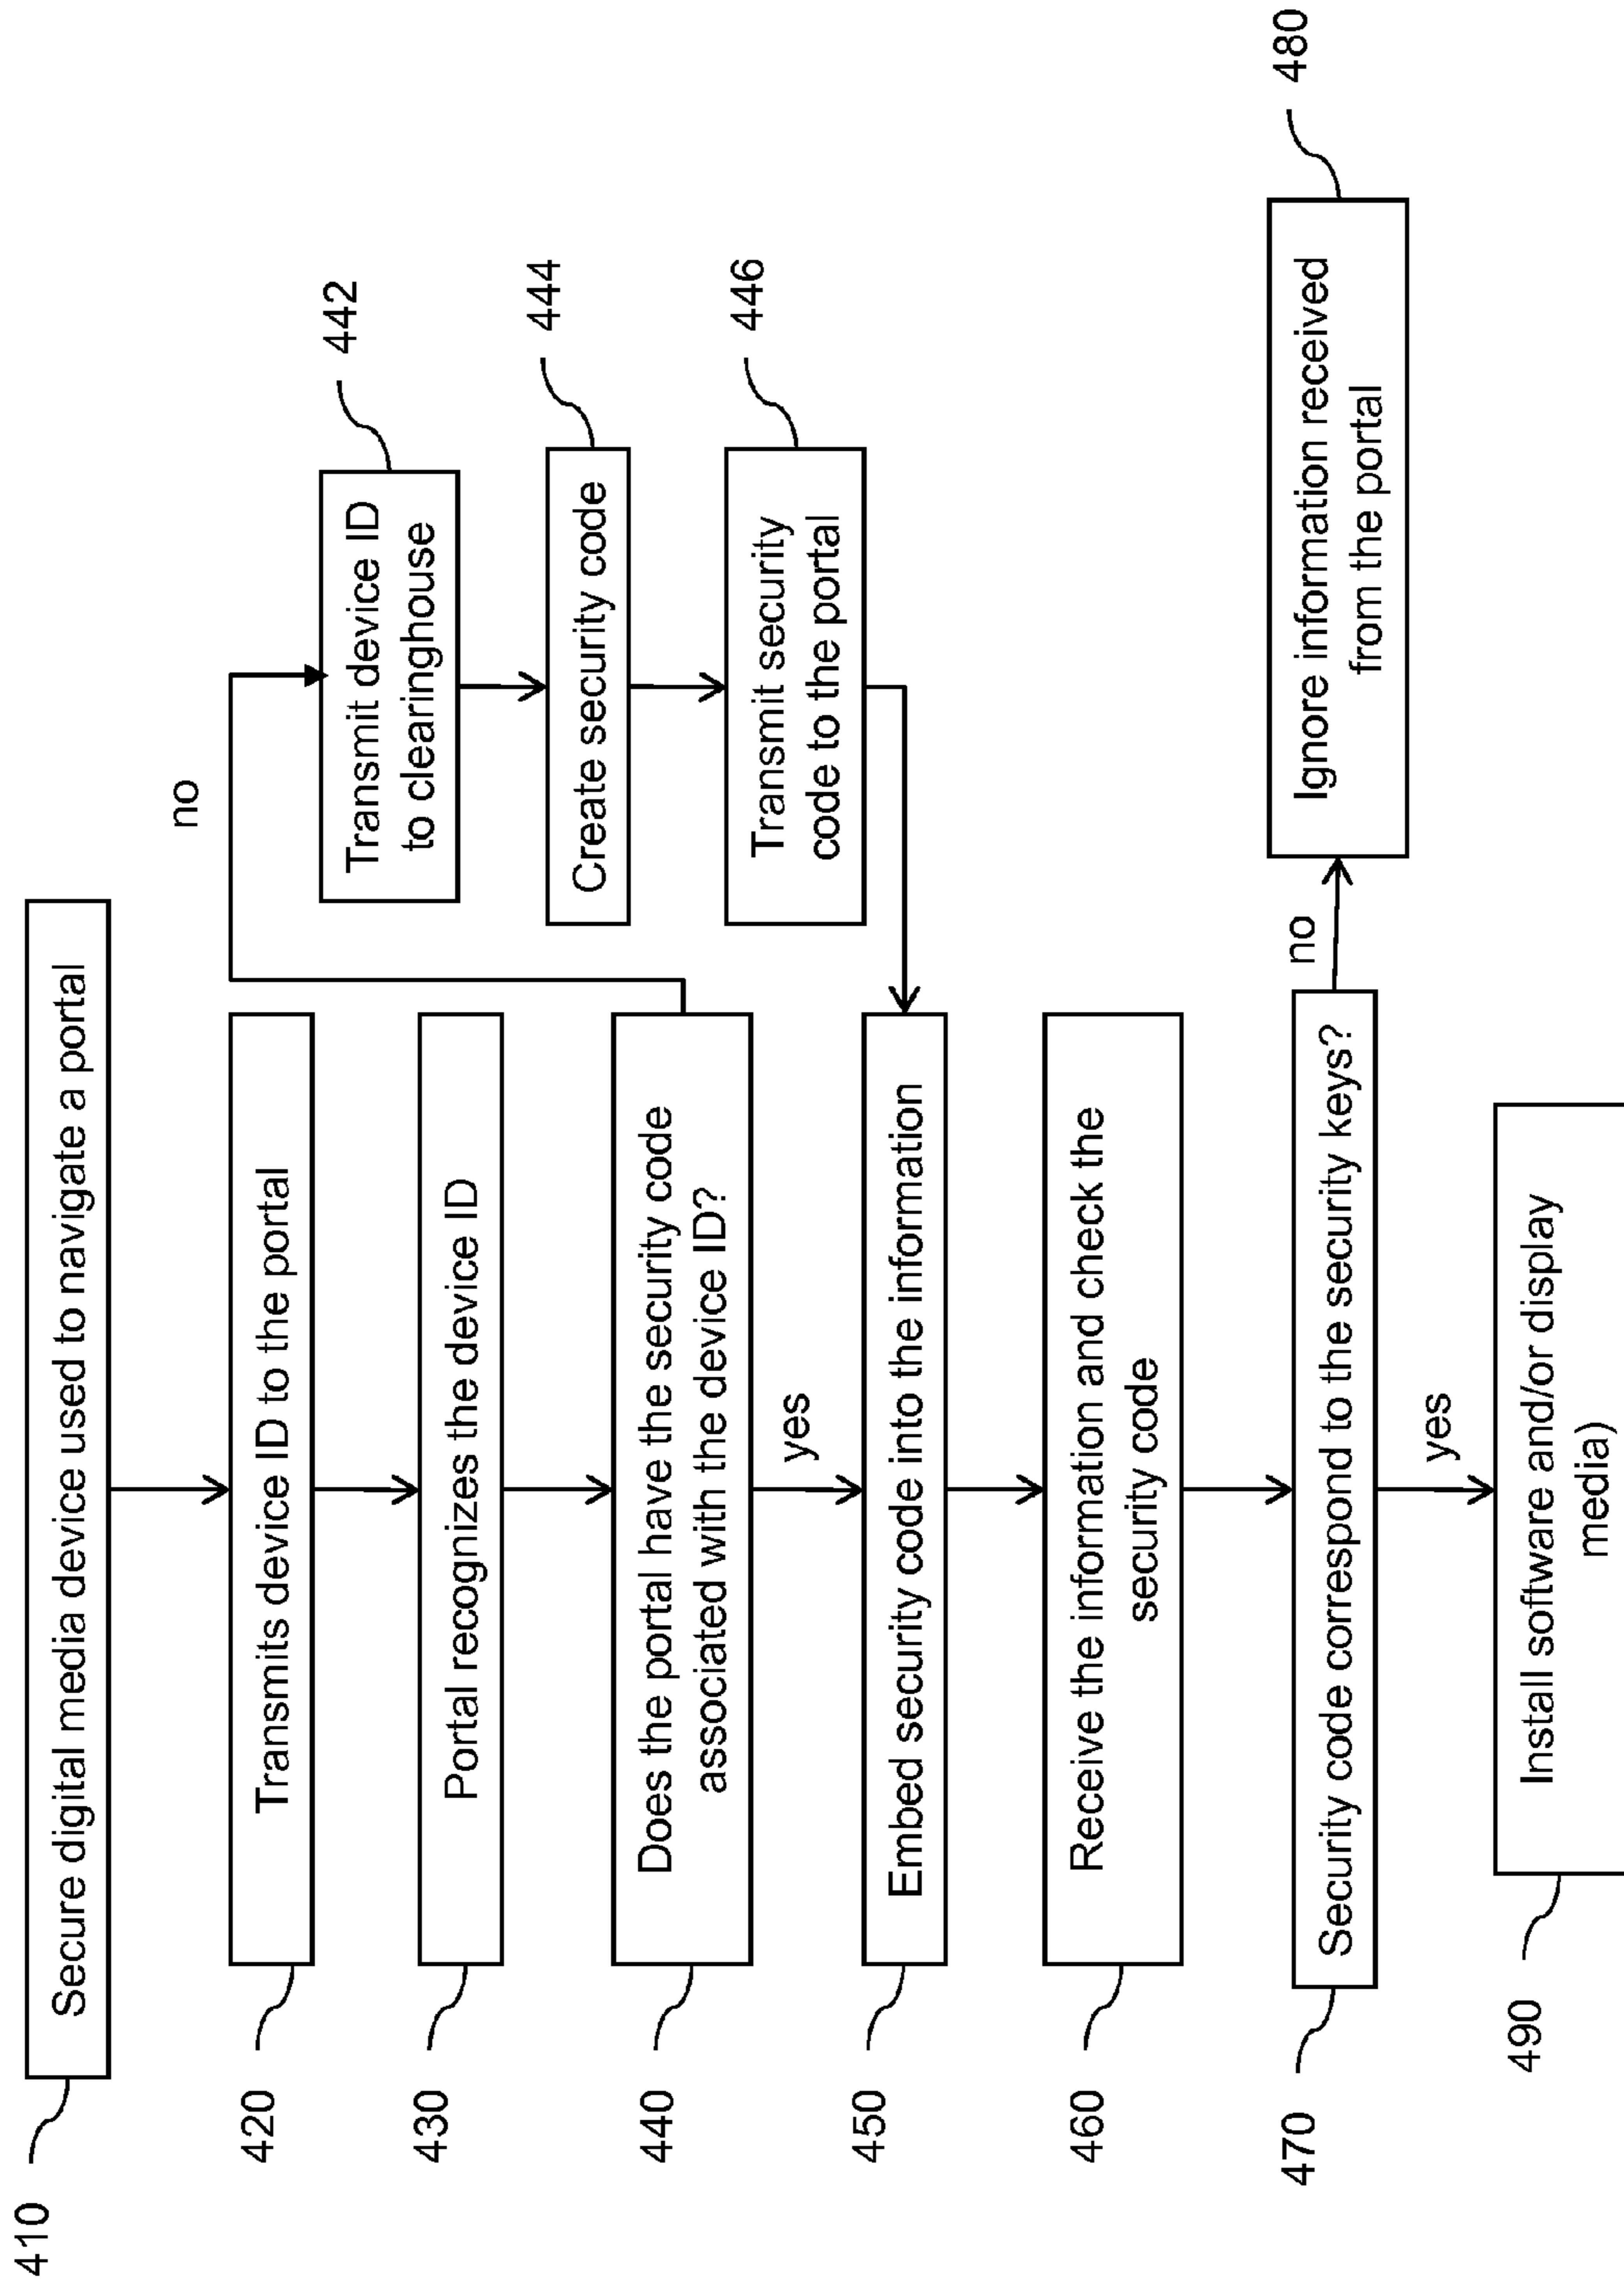 410
Secure digital media device used to navigate a portal
420
Transmits device ID to the portal
430
Portal recognizes the device ID
440
Does the portal have the security code
associated with the device ID?
no
442
Transmit device ID
to clearinghouse
444
Create security code
446
Transmit security
code to the portal
yes
450
Embed security code into the information
460
Receive the information and check the
security code
470
Security code correspond to the security keys?
no
480
Ignore information received
from the portal
yes
490
Install software and/or display
media)